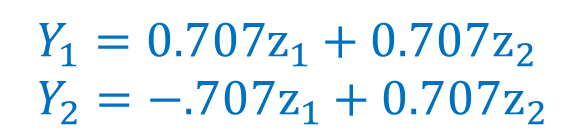 Y₁ = 0.707z₁ + 0.707z₂
Y₂ = −.707z₁ + 0.707z₂